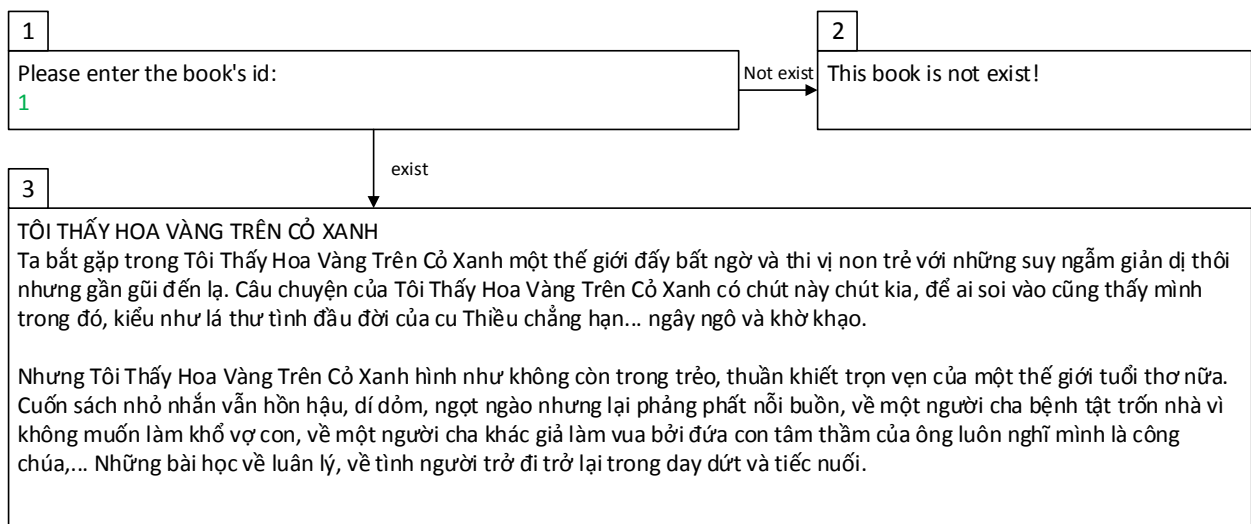 1
Please enter the book's id:
1
Not exist
2
This book is not exist!
exist
3
TÔI THẤY HOA VÀNG TRÊN CỎ XANH
Ta bắt gặp trong Tôi Thấy Hoa Vàng Trên Cỏ Xanh một thế giới đấy bất ngờ và thi vị non trẻ với những suy ngẫm giản dị thôi
nhưng gần gũi đến lạ. Câu chuyện của Tôi Thấy Hoa Vàng Trên Cỏ Xanh có chút này chút kia, để ai soi vào cũng thấy mình
trong đó, kiểu như lá thư tình đầu đời của cu Thiều chẳng hạn... ngây ngô và khờ khạo.
Nhưng Tôi Thấy Hoa Vàng Trên Cỏ Xanh hình như không còn trong trẻo, thuần khiết trọn vẹn của một thế giới tuổi thơ nữa.
Cuốn sách nhỏ nhắn vẫn hồn hậu, dí dỏm, ngọt ngào nhưng lại phảng phất nỗi buồn, về một người cha bệnh tật trốn nhà vì
không muốn làm khổ vợ con, về một người cha khác giả làm vua bởi đứa con tâm thầm của ông luôn nghĩ mình là công
chúa,... Những bài học về luân lý, về tình người trở đi trở lại trong day dứt và tiếc nuối.